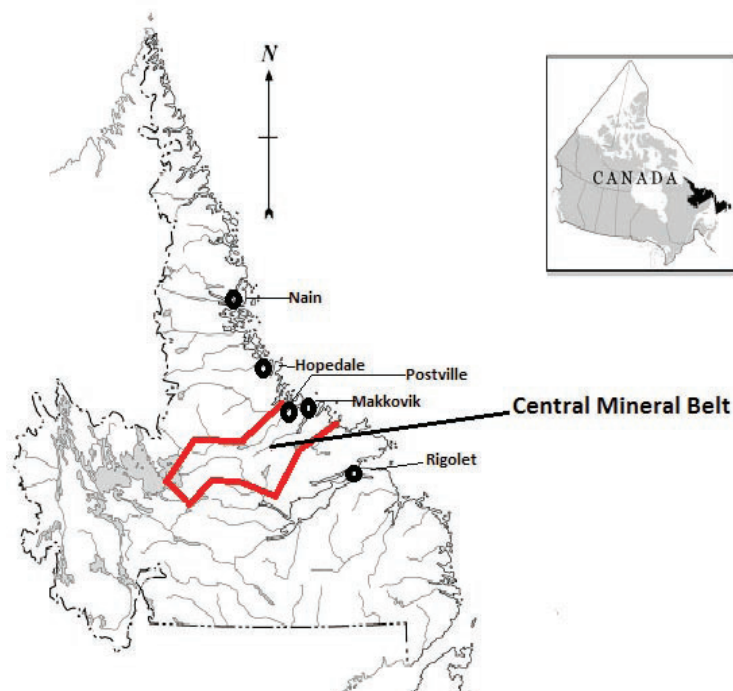 N
CANADA
Nain
Hopedale
Postville
Makkovik
Central Mineral Belt
Rigolet